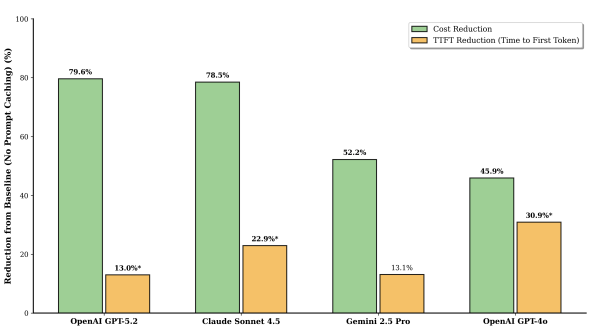 Reduction from Baseline (No Prompt Caching) (%)
100
80
60
40
20
0
Cost Reduction
TTFT Reduction (Time to First Token)
79.6%
13.0%*
78.5%
22.9%*
52.2%
13.1%
45.9%
30.9%*
OpenAI GPT-5.2
Claude Sonnet 4.5
Gemini 2.5 Pro
OpenAI GPT-4o